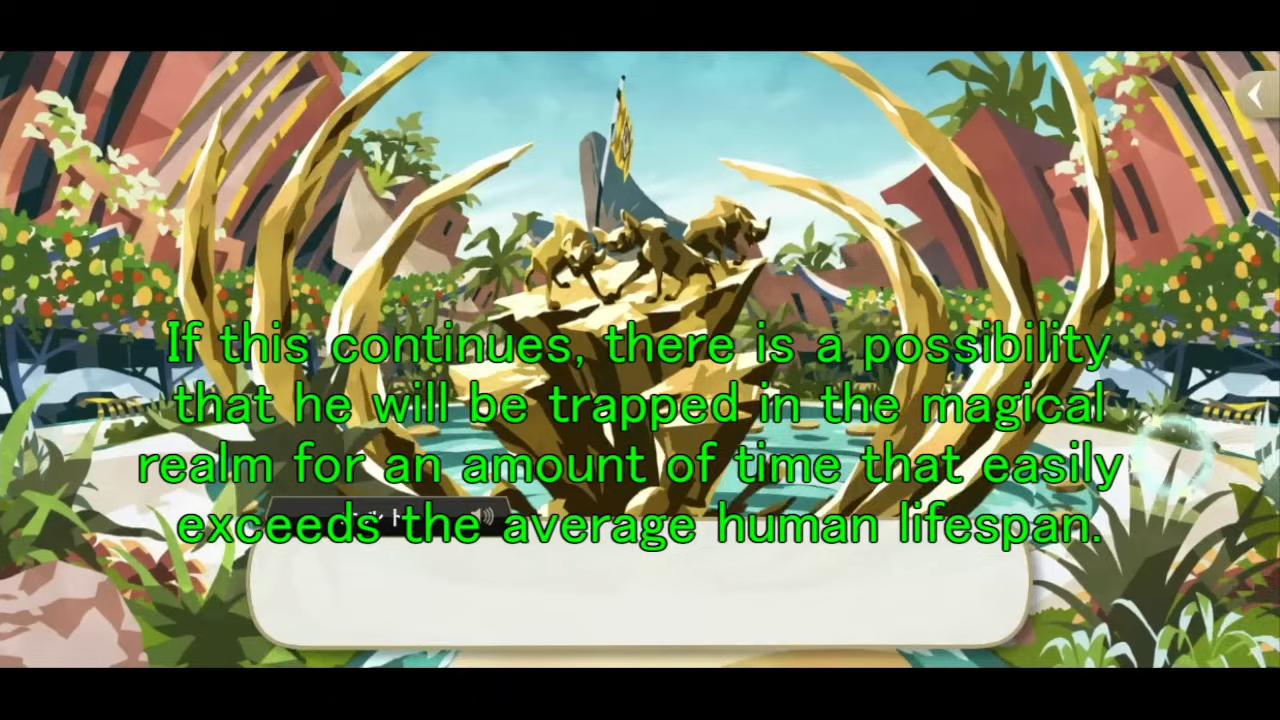 If this continues, there is a possibility
that he will be trapped in the magical
realm for an amount of time that easily
exceeds the average human lifespan.